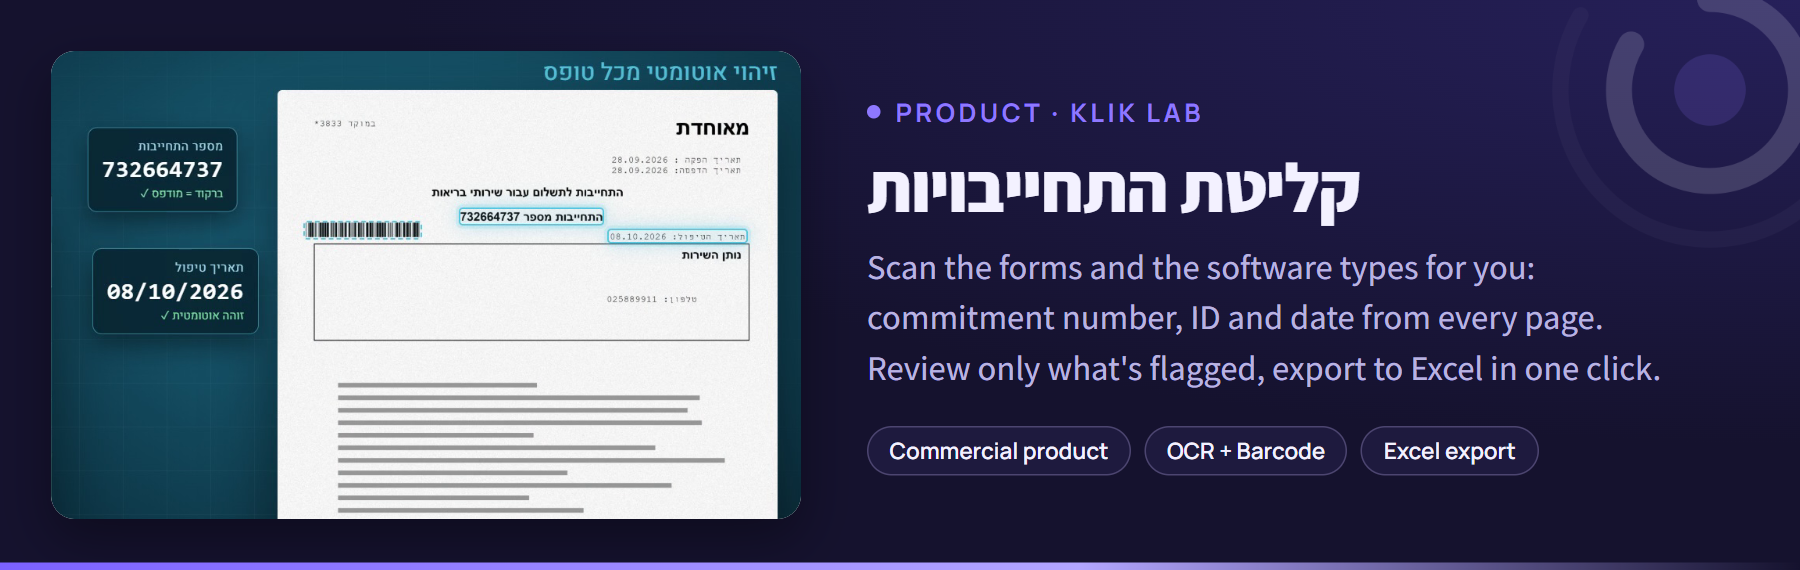 זיהוי אוטומטי מכל טופס
מספר התחייבות
732664737
ברקוד = מודפס ✓
תאריך טיפול
08/10/2026
זוהה אוטומטית ✓
מאוחדת
במוקד 3833*
תאריך הפקה : 28.09.2026
תאריך הדפסה: 28.09.2026
התחייבות לתשלום עבור שירותי בריאות
התחייבות מספר 732664737
תאריך הטיפול: 08.10.2026
נותן השירות
טלפון: 025889911
PRODUCT · KLIK LAB
קליטת התחייבויות
Scan the forms and the software types for you:
commitment number, ID and date from every page.
Review only what's flagged, export to Excel in one click.
Commercial product
OCR + Barcode
Excel export